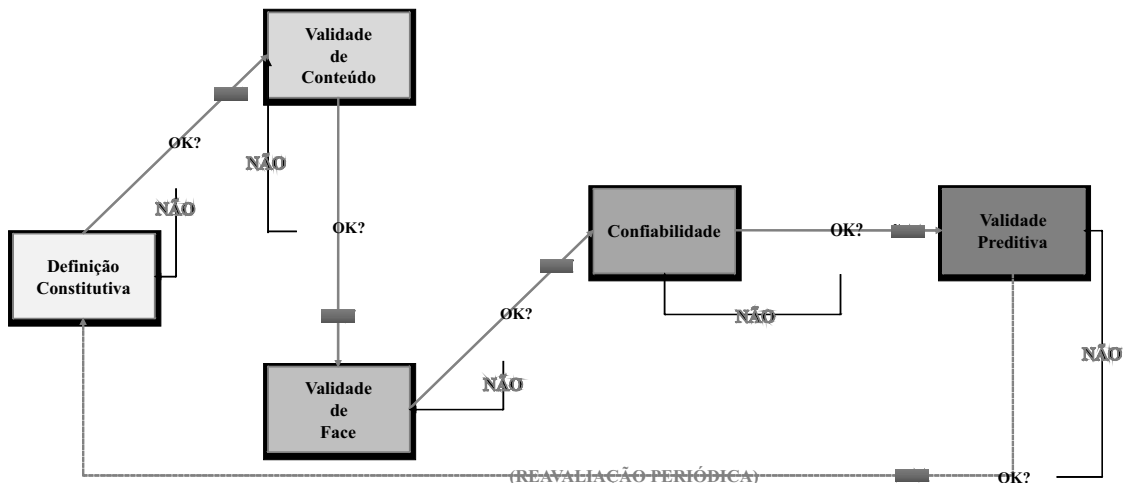 Validade
de
Conteúdo
OK?
NÃO
NÃO
OK?
Definição
Constitutiva
Confiabilidade
OK?
Validade
Preditiva
OK?
NÃO
NÃO
Validade
de
Face
NÃO
(REAVALIAÇÃO PERIÓDICA)
OK?